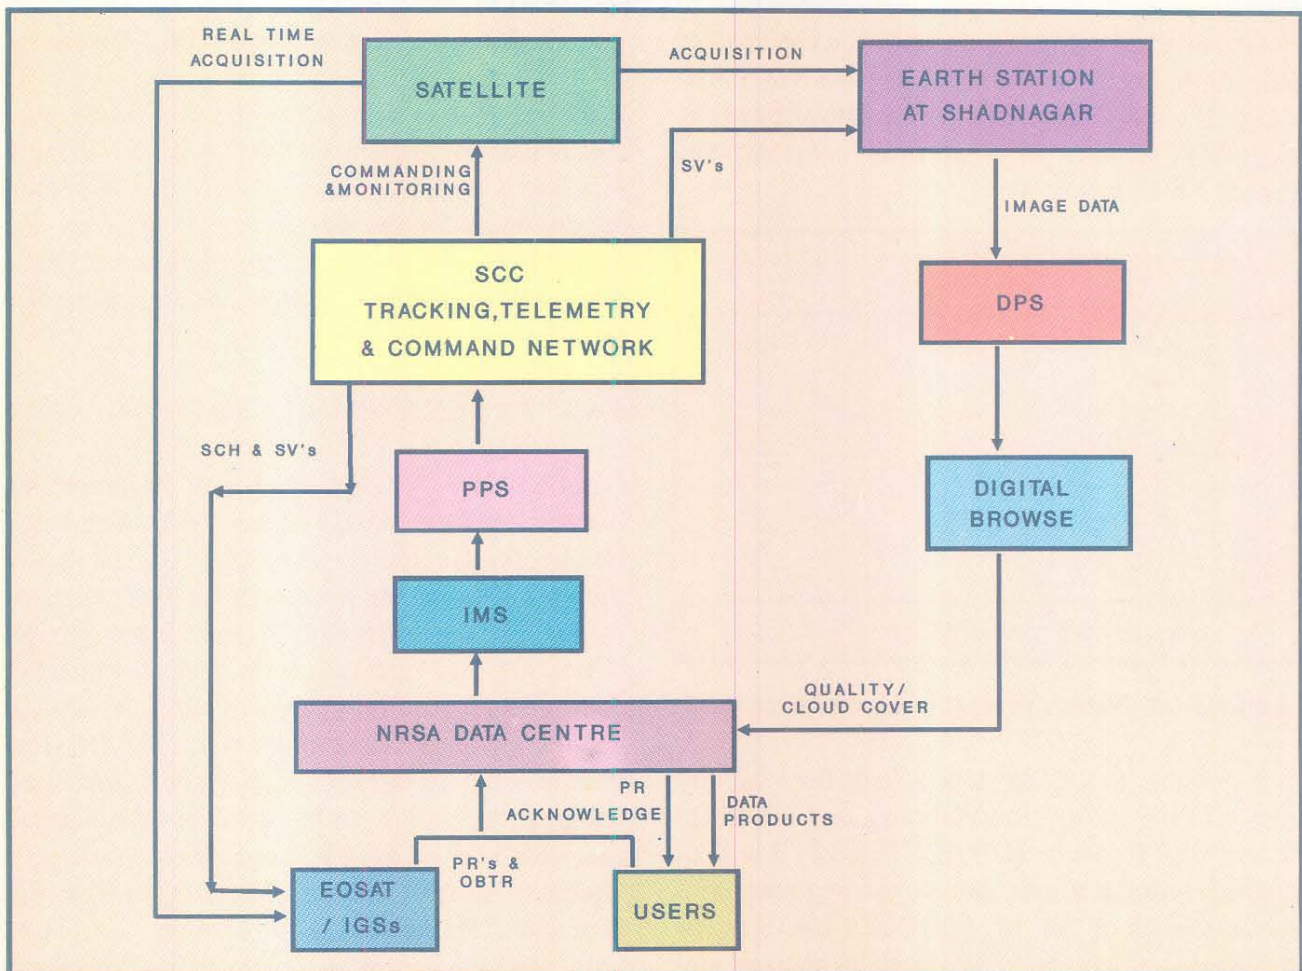 REAL TIME
ACQUISITION
SATELLITE
ACQUISITION
EARTH STATION
AT SHADNAGAR
COMMANDING
&MONITORING
SV's
IMAGE DATA
SCC
TRACKING,TELEMETRY
& COMMAND NETWORK
DPS
SCH & SV's
PPS
DIGITAL
BROWSE
IMS
QUALITY/
CLOUD COVER
NRSA DATA CENTRE
PR
ACKNOWLEDGE
DATA
PRODUCTS
PR's &
OBTR
EOSAT
/ IGSs
USERS